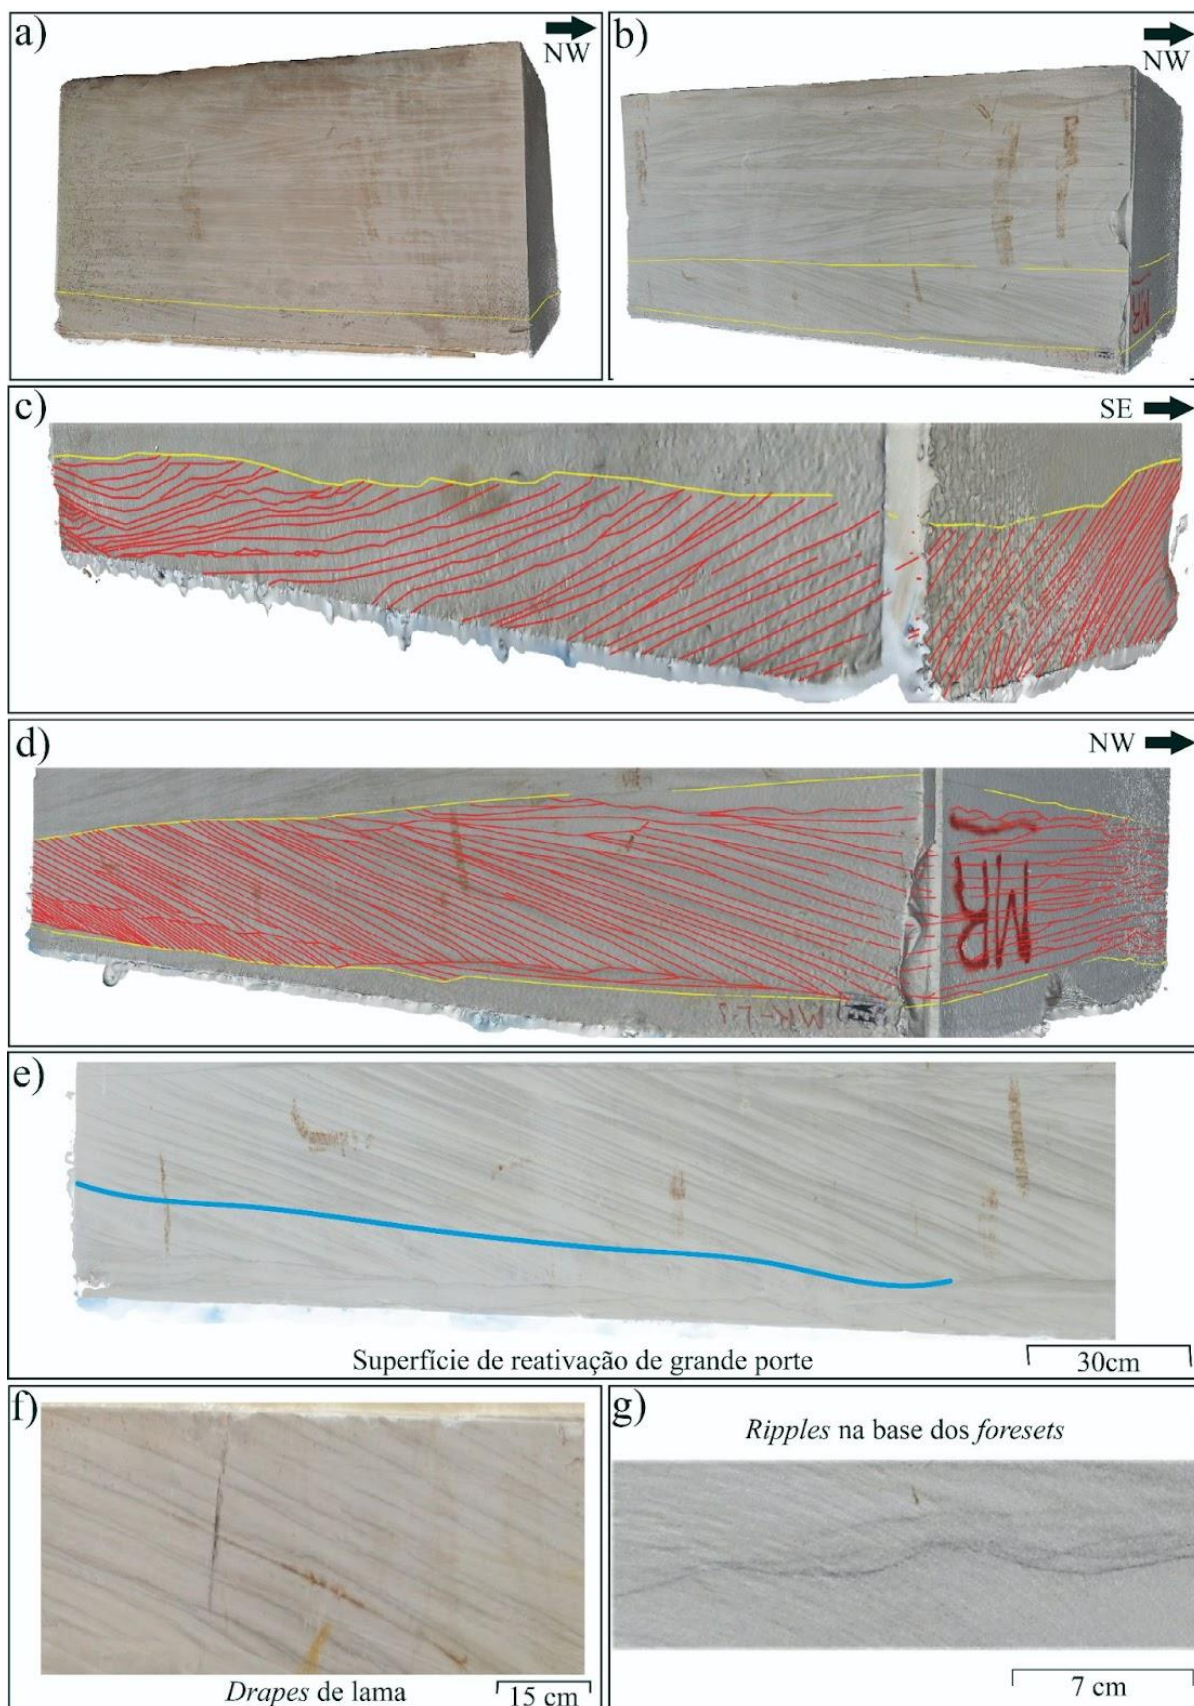 a)
NW
b)
NW
MR
c)
SE
d)
NW
MR
e)
Superfície de reativação de grande porte
30cm
f)
Drapes de lama
15 cm
g)
Ripples na base dos foresets
7 cm